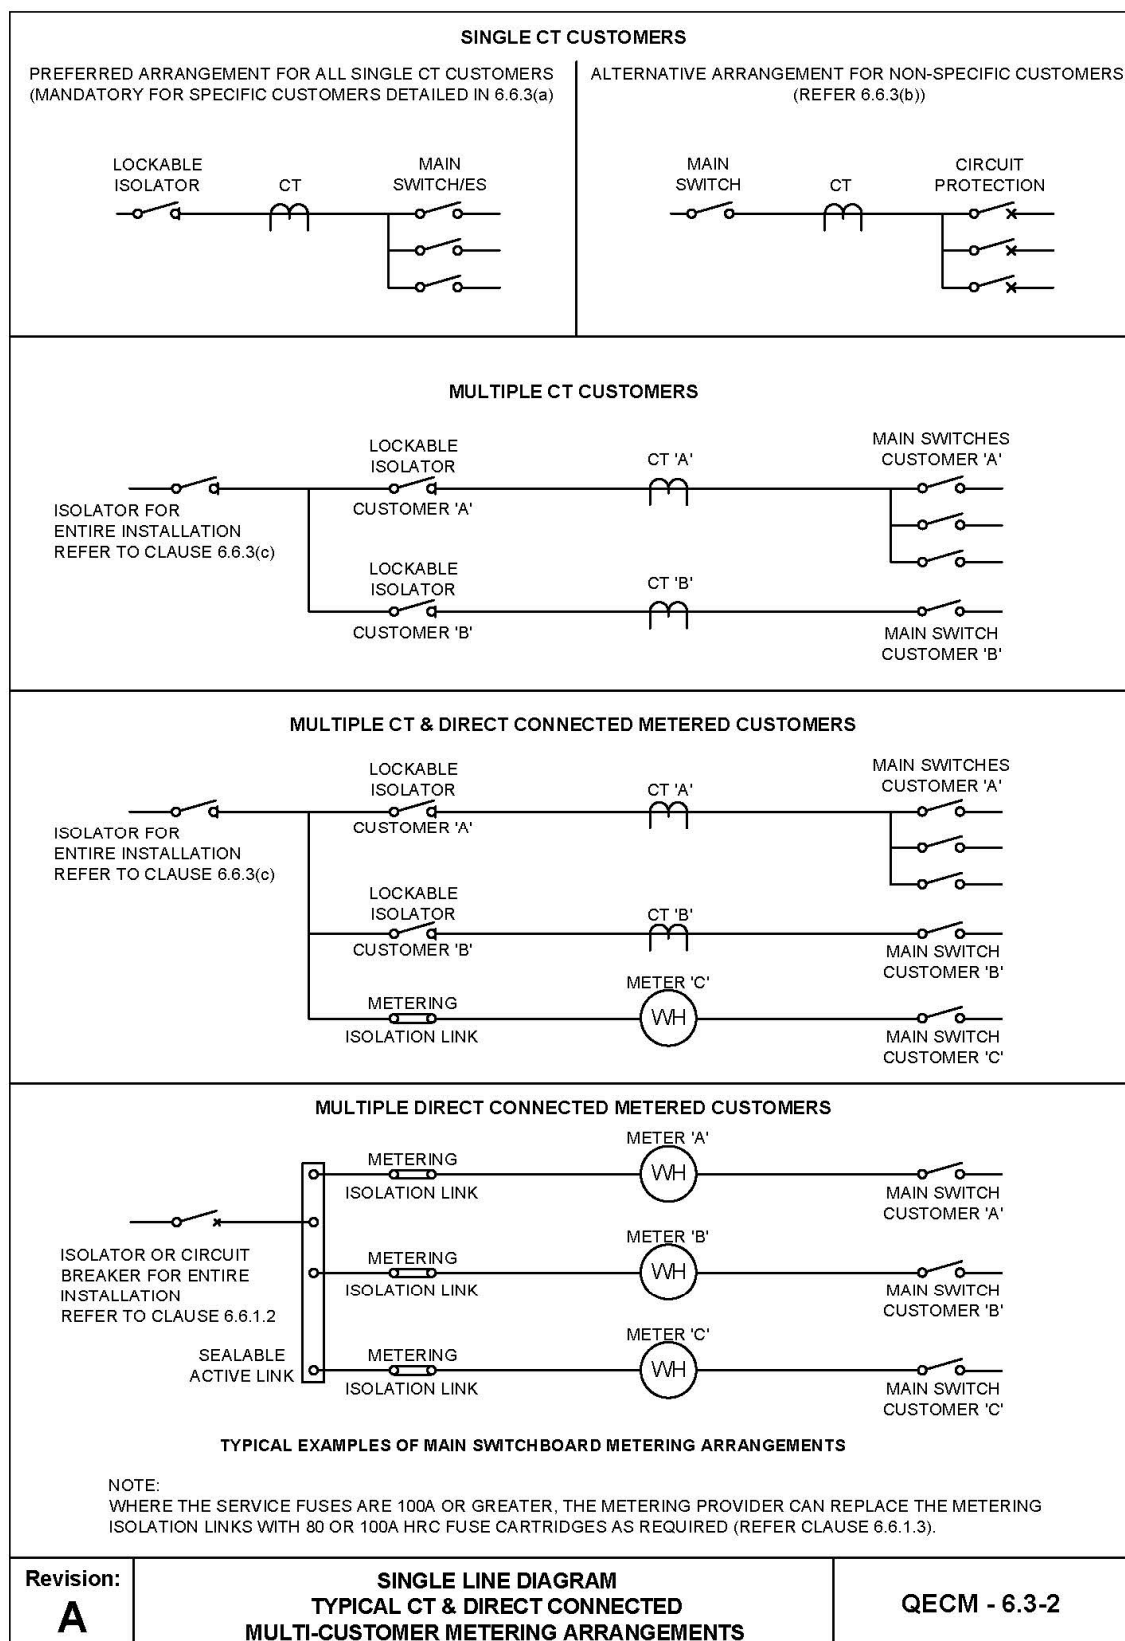 SINGLE CT CUSTOMERS
PREFERRED ARRANGEMENT FOR ALL SINGLE CT CUSTOMERS
(MANDATORY FOR SPECIFIC CUSTOMERS DETAILED IN 6.6.3(a)
LOCKABLE
ISOLATOR
CT
MAIN
SWITCH/ES
ALTERNATIVE ARRANGEMENT FOR NON-SPECIFIC CUSTOMERS
(REFER 6.6.3(b))
MAIN
SWITCH
CT
CIRCUIT
PROTECTION
MULTIPLE CT CUSTOMERS
ISOLATOR FOR
ENTIRE INSTALLATION
REFER TO CLAUSE 6.6.3(c)
LOCKABLE
ISOLATOR
CUSTOMER 'A'
CT 'A'
MAIN SWITCHES
CUSTOMER 'A'
LOCKABLE
ISOLATOR
CUSTOMER 'B'
CT 'B'
MAIN SWITCH
CUSTOMER 'B'
MULTIPLE CT & DIRECT CONNECTED METERED CUSTOMERS
ISOLATOR FOR
ENTIRE INSTALLATION
REFER TO CLAUSE 6.6.3(c)
LOCKABLE
ISOLATOR
CUSTOMER 'A'
CT 'A'
MAIN SWITCHES
CUSTOMER 'A'
LOCKABLE
ISOLATOR
CUSTOMER 'B'
CT 'B'
MAIN SWITCH
CUSTOMER 'B'
METERING
ISOLATION LINK
METER 'C'
WH
MAIN SWITCH
CUSTOMER 'C'
MULTIPLE DIRECT CONNECTED METERED CUSTOMERS
ISOLATOR OR CIRCUIT
BREAKER FOR ENTIRE
INSTALLATION
REFER TO CLAUSE 6.6.1.2
SEALABLE
ACTIVE LINK
METERING
ISOLATION LINK
METER 'A'
WH
MAIN SWITCH
CUSTOMER 'A'
METERING
ISOLATION LINK
METER 'B'
WH
MAIN SWITCH
CUSTOMER 'B'
METERING
ISOLATION LINK
METER 'C'
WH
MAIN SWITCH
CUSTOMER 'C'
TYPICAL EXAMPLES OF MAIN SWITCHBOARD METERING ARRANGEMENTS
NOTE:
WHERE THE SERVICE FUSES ARE 100A OR GREATER, THE METERING PROVIDER CAN REPLACE THE METERING
ISOLATION LINKS WITH 80 OR 100A HRC FUSE CARTRIDGES AS REQUIRED (REFER CLAUSE 6.6.1.3).
Revision:
A
SINGLE LINE DIAGRAM
TYPICAL CT & DIRECT CONNECTED
MULTI-CUSTOMER METERING ARRANGEMENTS
QECM - 6.3-2